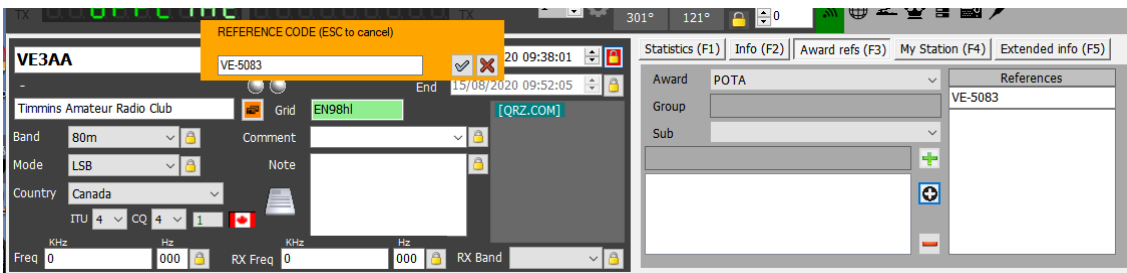 TX
TX
301° 121° 0
REFERENCE CODE (ESC to cancel)
VE-5083
VE3AA
20 09:38:01
-
End 15/08/2020 09:52:05
Timmins Amateur Radio Club
Grid EN98hl
[QRZ.COM]
Band 80m
Comment
Mode LSB
Note
Country Canada
ITU 4 CQ 4 1
KHz Hz KHz Hz
Freq 0 000 RX Freq 0 000 RX Band
Statistics (F1) Info (F2) Award refs (F3) My Station (F4) Extended info (F5)
Award POTA
References
VE-5083
Group
Sub